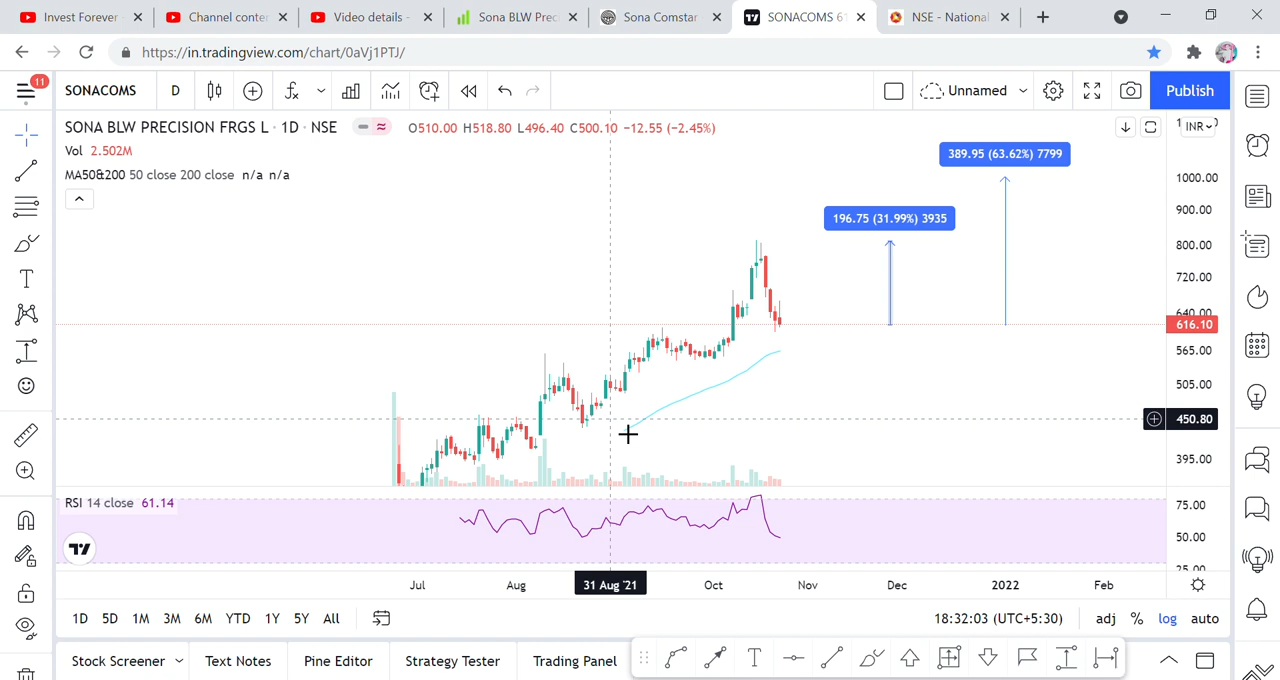 Invest Forever
Channel conter
Video details -
Sona BLW Prec
Sona Comstar
SONACOMS 61
NSE - National
https://in.tradingview.com/chart/0aVj1PTJ/
11
SONACOMS
D
Unnamed
Publish
SONA BLW PRECISION FRGS L · 1D · NSE
O510.00 H518.80 L496.40 C500.10 −12.55 (−2.45%)
Vol 2.502M
MA50&200 50 close 200 close n/a n/a
INR
389.95 (63.62%) 7799
196.75 (31.99%) 3935
1000.00
900.00
800.00
720.00
640.00
616.10
565.00
505.00
450.80
395.00
RSI 14 close 61.14
75.00
50.00
25.00
Jul
Aug
31 Aug '21
Oct
Nov
Dec
2022
Feb
1D 5D 1M 3M 6M YTD 1Y 5Y All
18:32:03 (UTC+5:30)
adj % log auto
Stock Screener
Text Notes
Pine Editor
Strategy Tester
Trading Panel